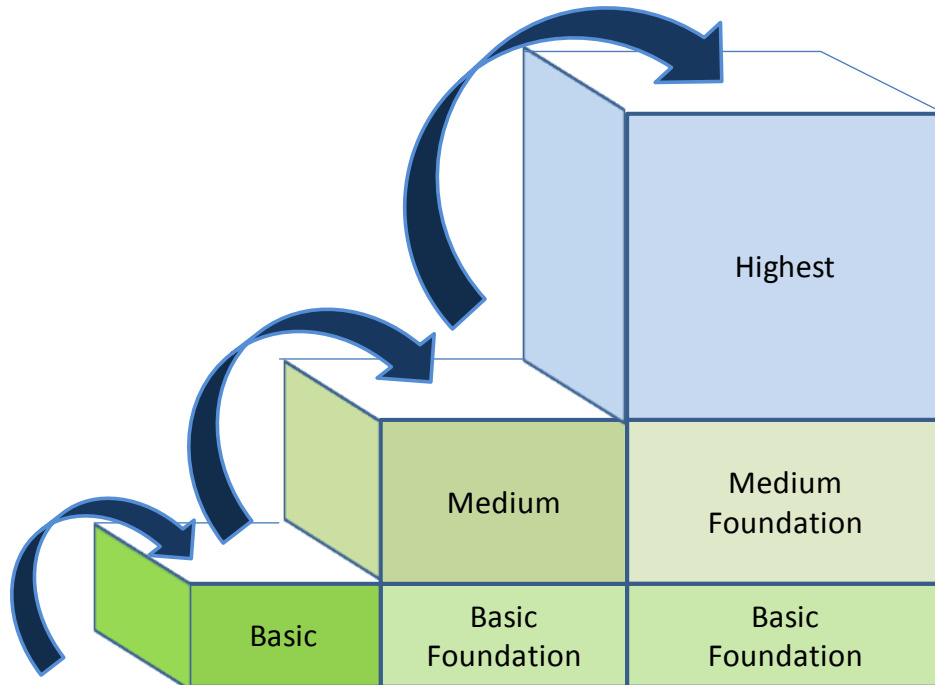 Highest
Medium
Medium
Foundation
Basic
Basic
Foundation
Basic
Foundation